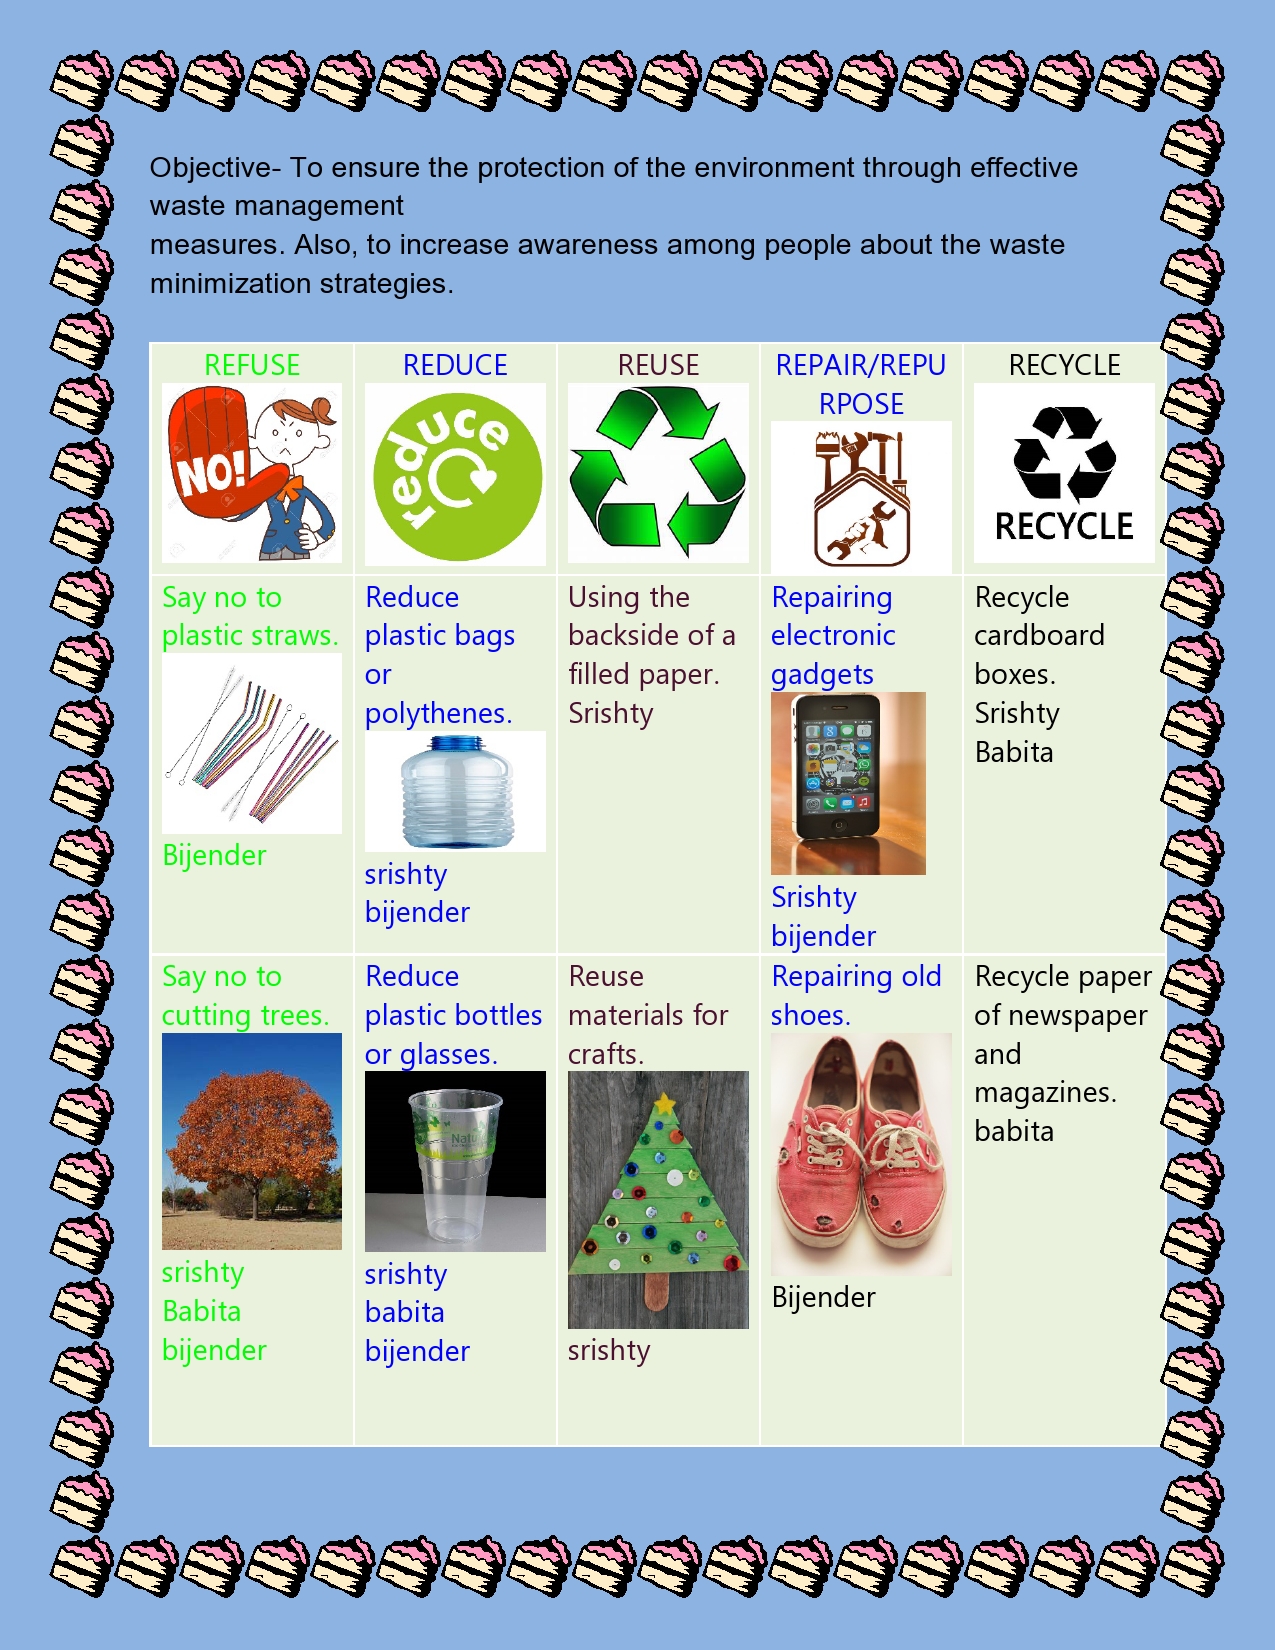 Objective- To ensure the protection of the environment through effective
waste management
measures. Also, to increase awareness among people about the waste
minimization strategies.
REFUSE
NO!
REDUCE
reduce
REUSE
REPAIR/REPU
RPOSE
RECYCLE
RECYCLE
Say no to
plastic straws.
Bijender
Reduce
plastic bags
or
polythenes.
srishty
bijender
Using the
backside of a
filled paper.
Srishty
Repairing
electronic
gadgets
Srishty
bijender
Recycle
cardboard
boxes.
Srishty
Babita
Say no to
cutting trees.
srishty
Babita
bijender
Reduce
plastic bottles
or glasses.
srishty
babita
bijender
Reuse
materials for
crafts.
srishty
Repairing old
shoes.
Bijender
Recycle paper
of newspaper
and
magazines.
babita